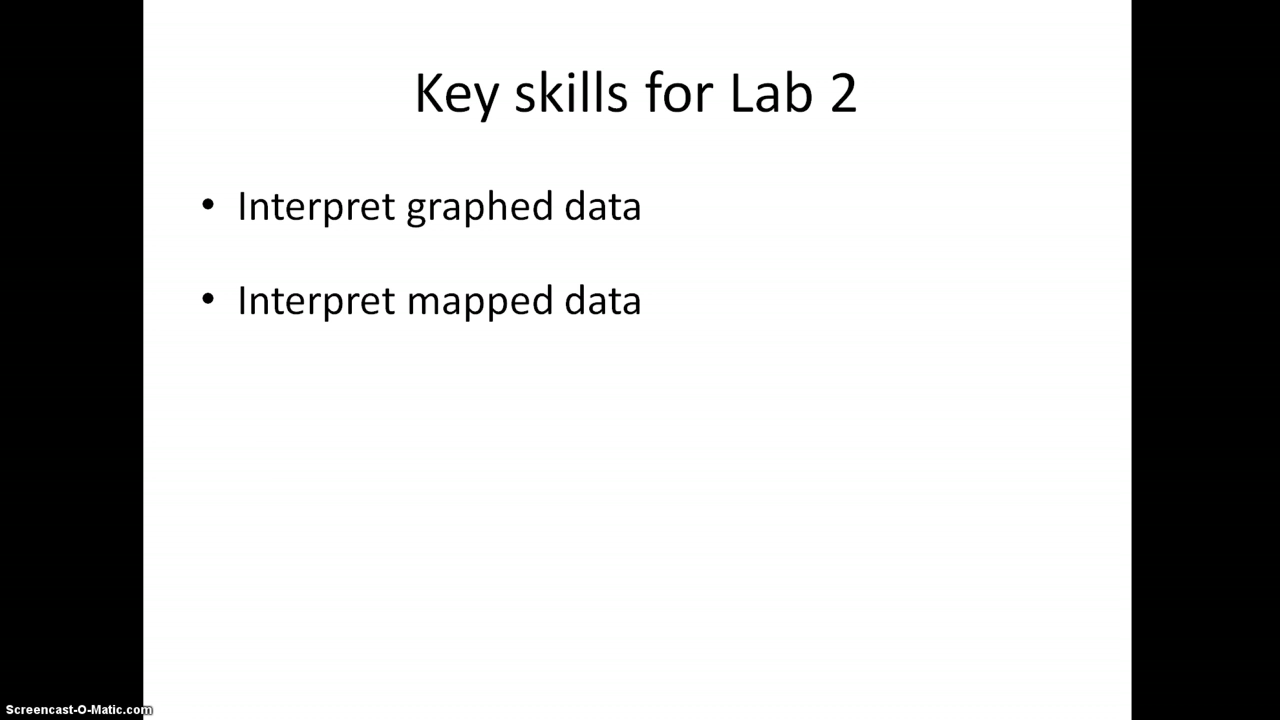 Key skills for Lab 2
• Interpret graphed data
• Interpret mapped data
Screencast-O-Matic.com